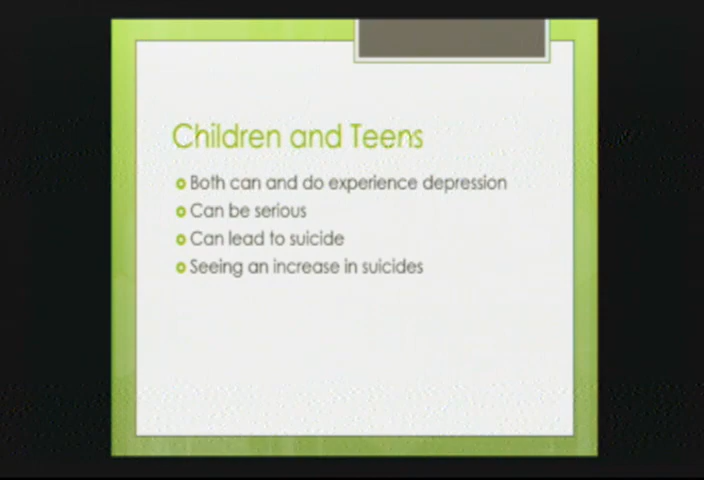 Children and Teens
Both can and do experience depression
Can be serious
Can lead to suicide
Seeing an increase in suicides